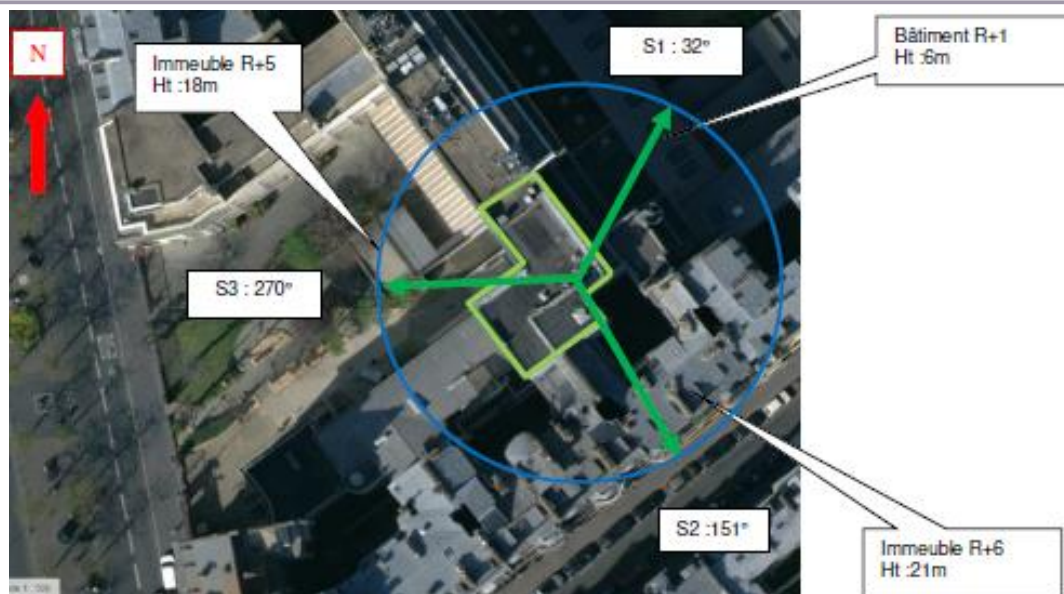 N
Immeuble R+5
Ht :18m
S1 : 32°
Bâtiment R+1
Ht :6m
S3 : 270°
S2 :151°
Immeuble R+6
Ht :21m